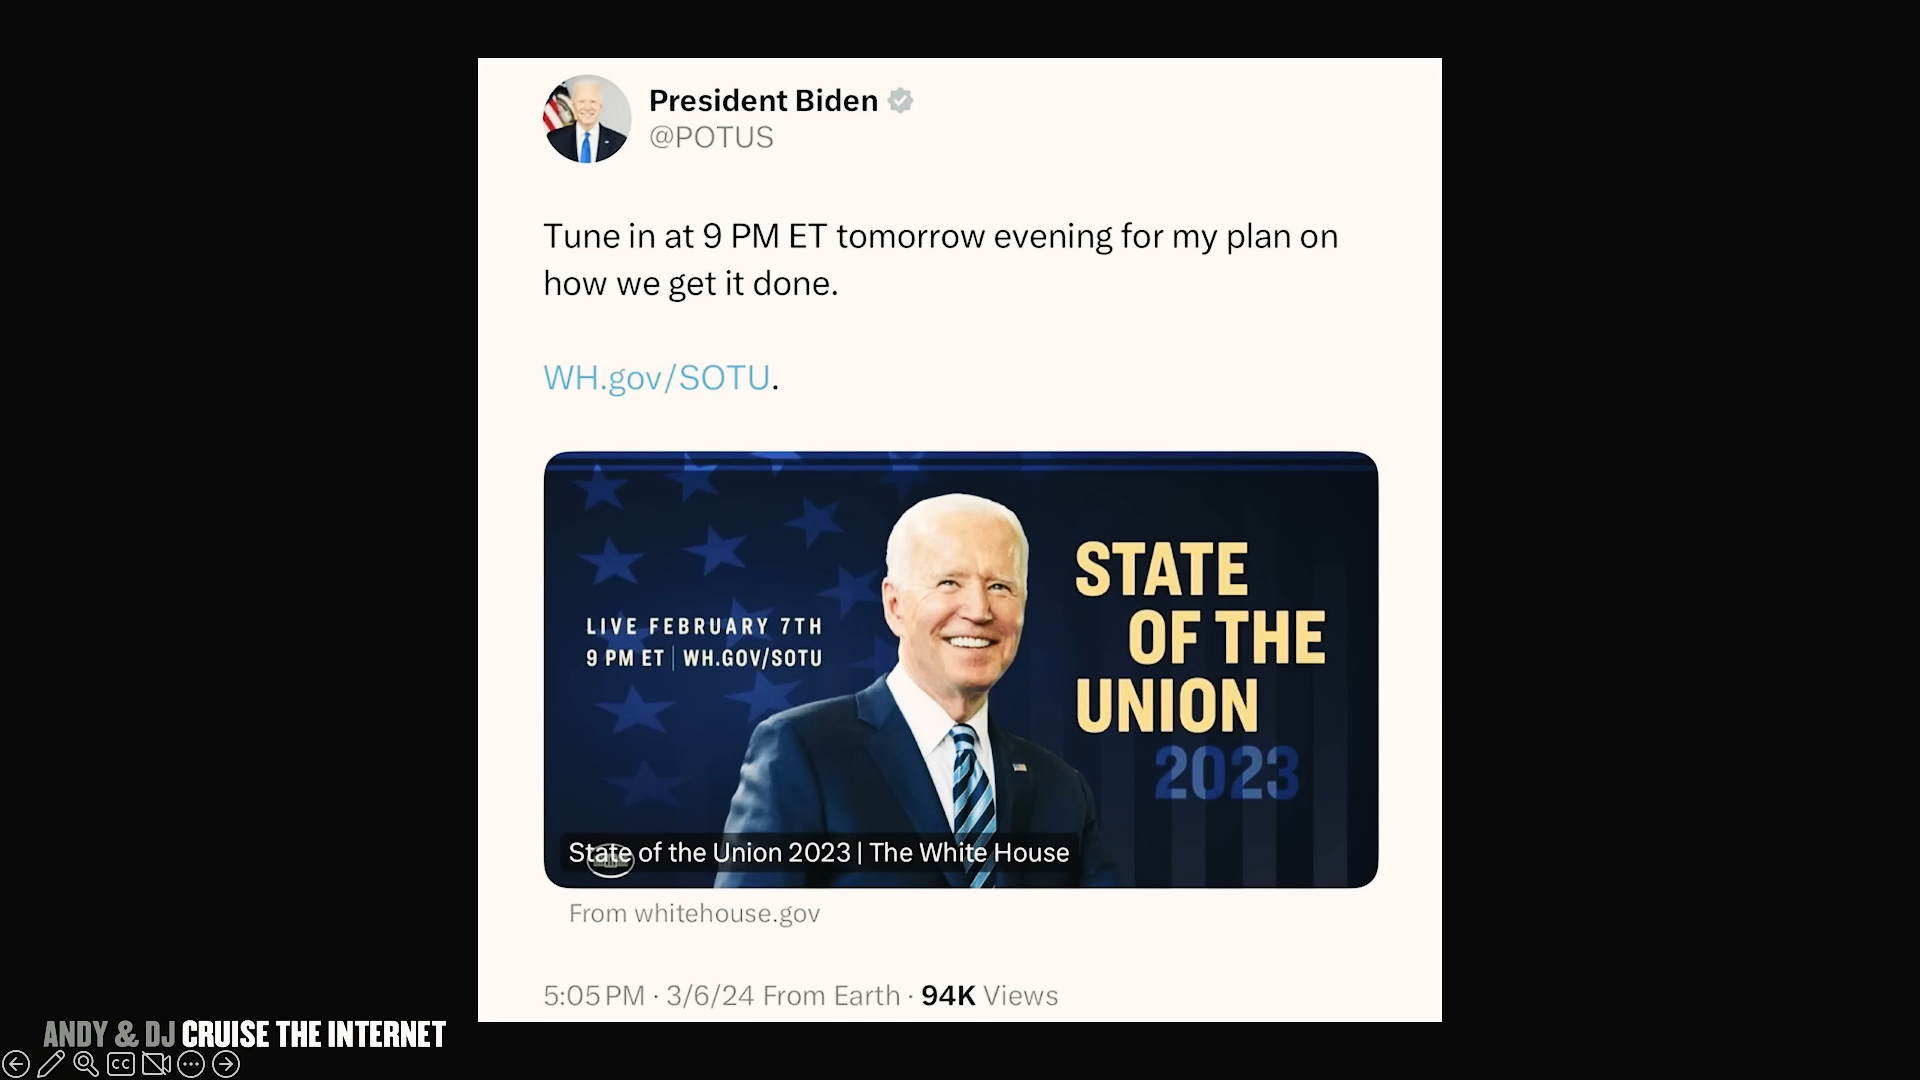 President Biden
@POTUS
Tune in at 9 PM ET tomorrow evening for my plan on
how we get it done.
WH.gov/SOTU.
LIVE FEBRUARY 7TH
9 PM ET | WH.GOV/SOTU
STATE
OF THE
UNION
2023
State of the Union 2023 | The White House
From whitehouse.gov
5:05 PM · 3/6/24 From Earth · 94K Views
ANDY & DJ CRUISE THE INTERNET
CC